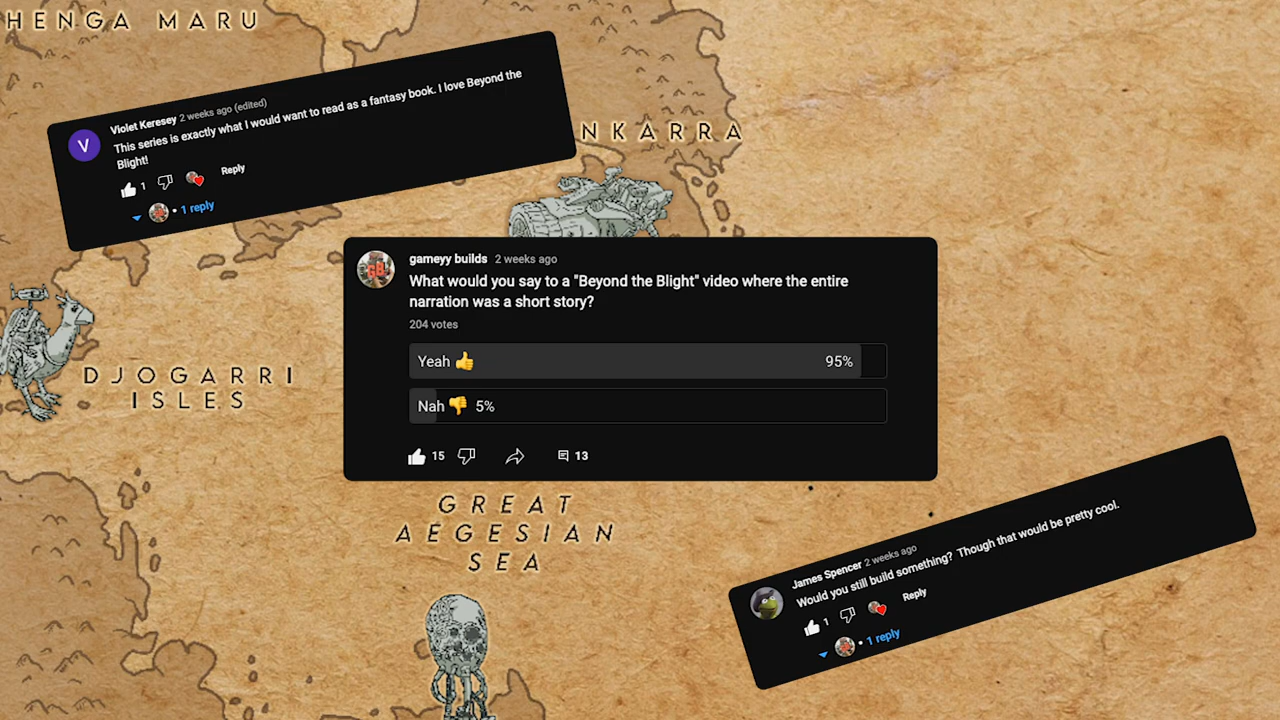 HENGA MARU
Violet Keresey 2 weeks ago (edited)
This series is exactly what I would want to read as a fantasy book. I love Beyond the
Blight!
1 Reply
1 reply
NKARRA
gameyy builds 2 weeks ago
What would you say to a "Beyond the Blight" video where the entire
narration was a short story?
204 votes
Yeah 👍 95%
Nah 👎 5%
15 13
DJOGARRI
ISLES
GREAT
AEGESIAN
SEA
James Spencer 2 weeks ago
Would you still build something? Though that would be pretty cool.
1 Reply
1 reply